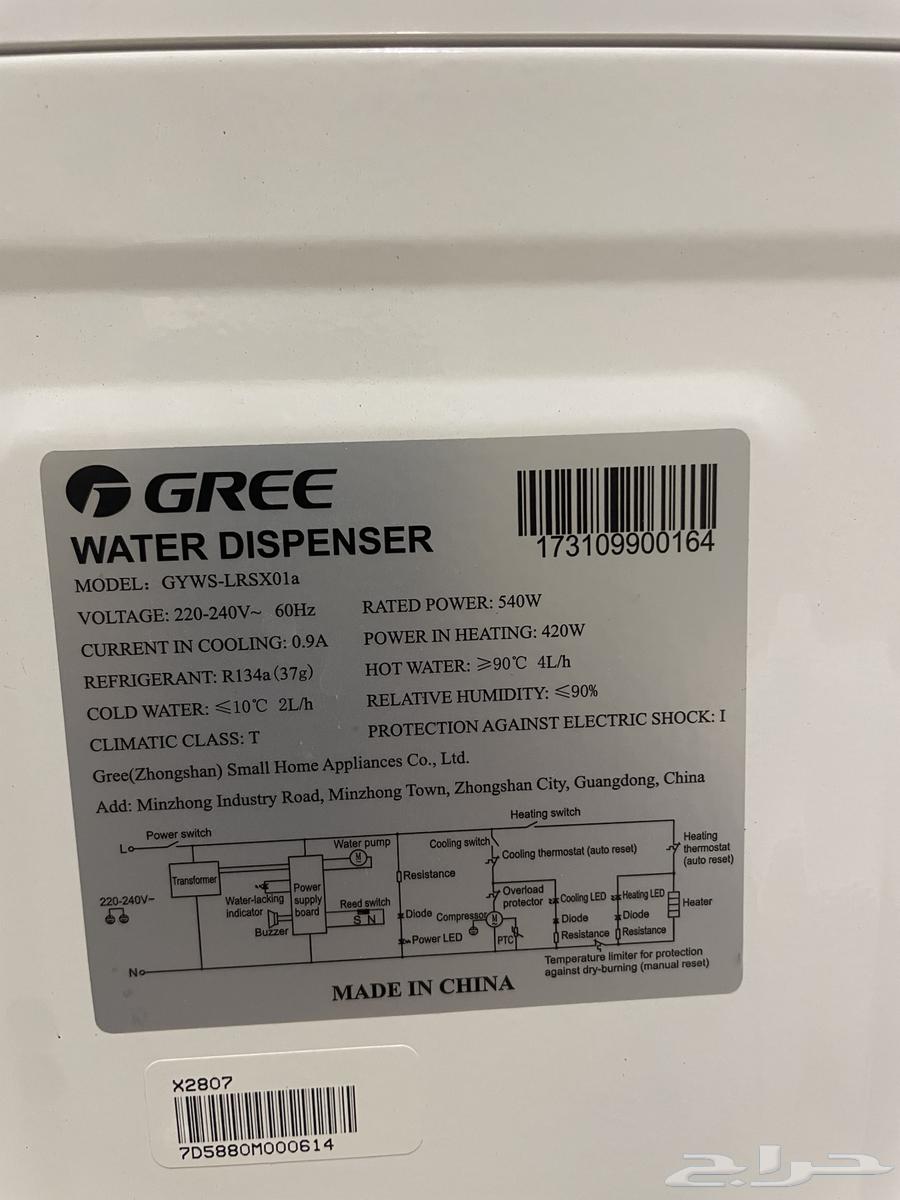 GREE
WATER DISPENSER
173109900164
MODEL: GYWS-LRSX01a
VOLTAGE: 220-240V~ 60Hz
RATED POWER: 540W
CURRENT IN COOLING: 0.9A
POWER IN HEATING: 420W
REFRIGERANT: R134a (37g)
HOT WATER: ≥90℃ 4L/h
COLD WATER: ≤10℃ 2L/h
RELATIVE HUMIDITY: ≤90%
CLIMATIC CLASS: T
PROTECTION AGAINST ELECTRIC SHOCK: I
Gree(Zhongshan) Small Home Appliances Co., Ltd.
Add: Minzhong Industry Road, Minzhong Town, Zhongshan City, Guangdong, China
Heating switch
Power switch
L
Water pump
M
Cooling switch
Cooling thermostat (auto reset)
Heating
thermostat
(auto reset)
Transformer
Resistance
220-240V~
Water-lacking
indicator
Power
supply
board
Buzzer
Reed switch
S N
Overload
protector
Cooling LED
Heating LED
Heater
Diode
Compressor
M
Diode
Diode
Power LED
PTC
Resistance
Resistance
N
Temperature limiter for protection
against dry-burning (manual reset)
MADE IN CHINA
X2807
7D5880M000614
حراج